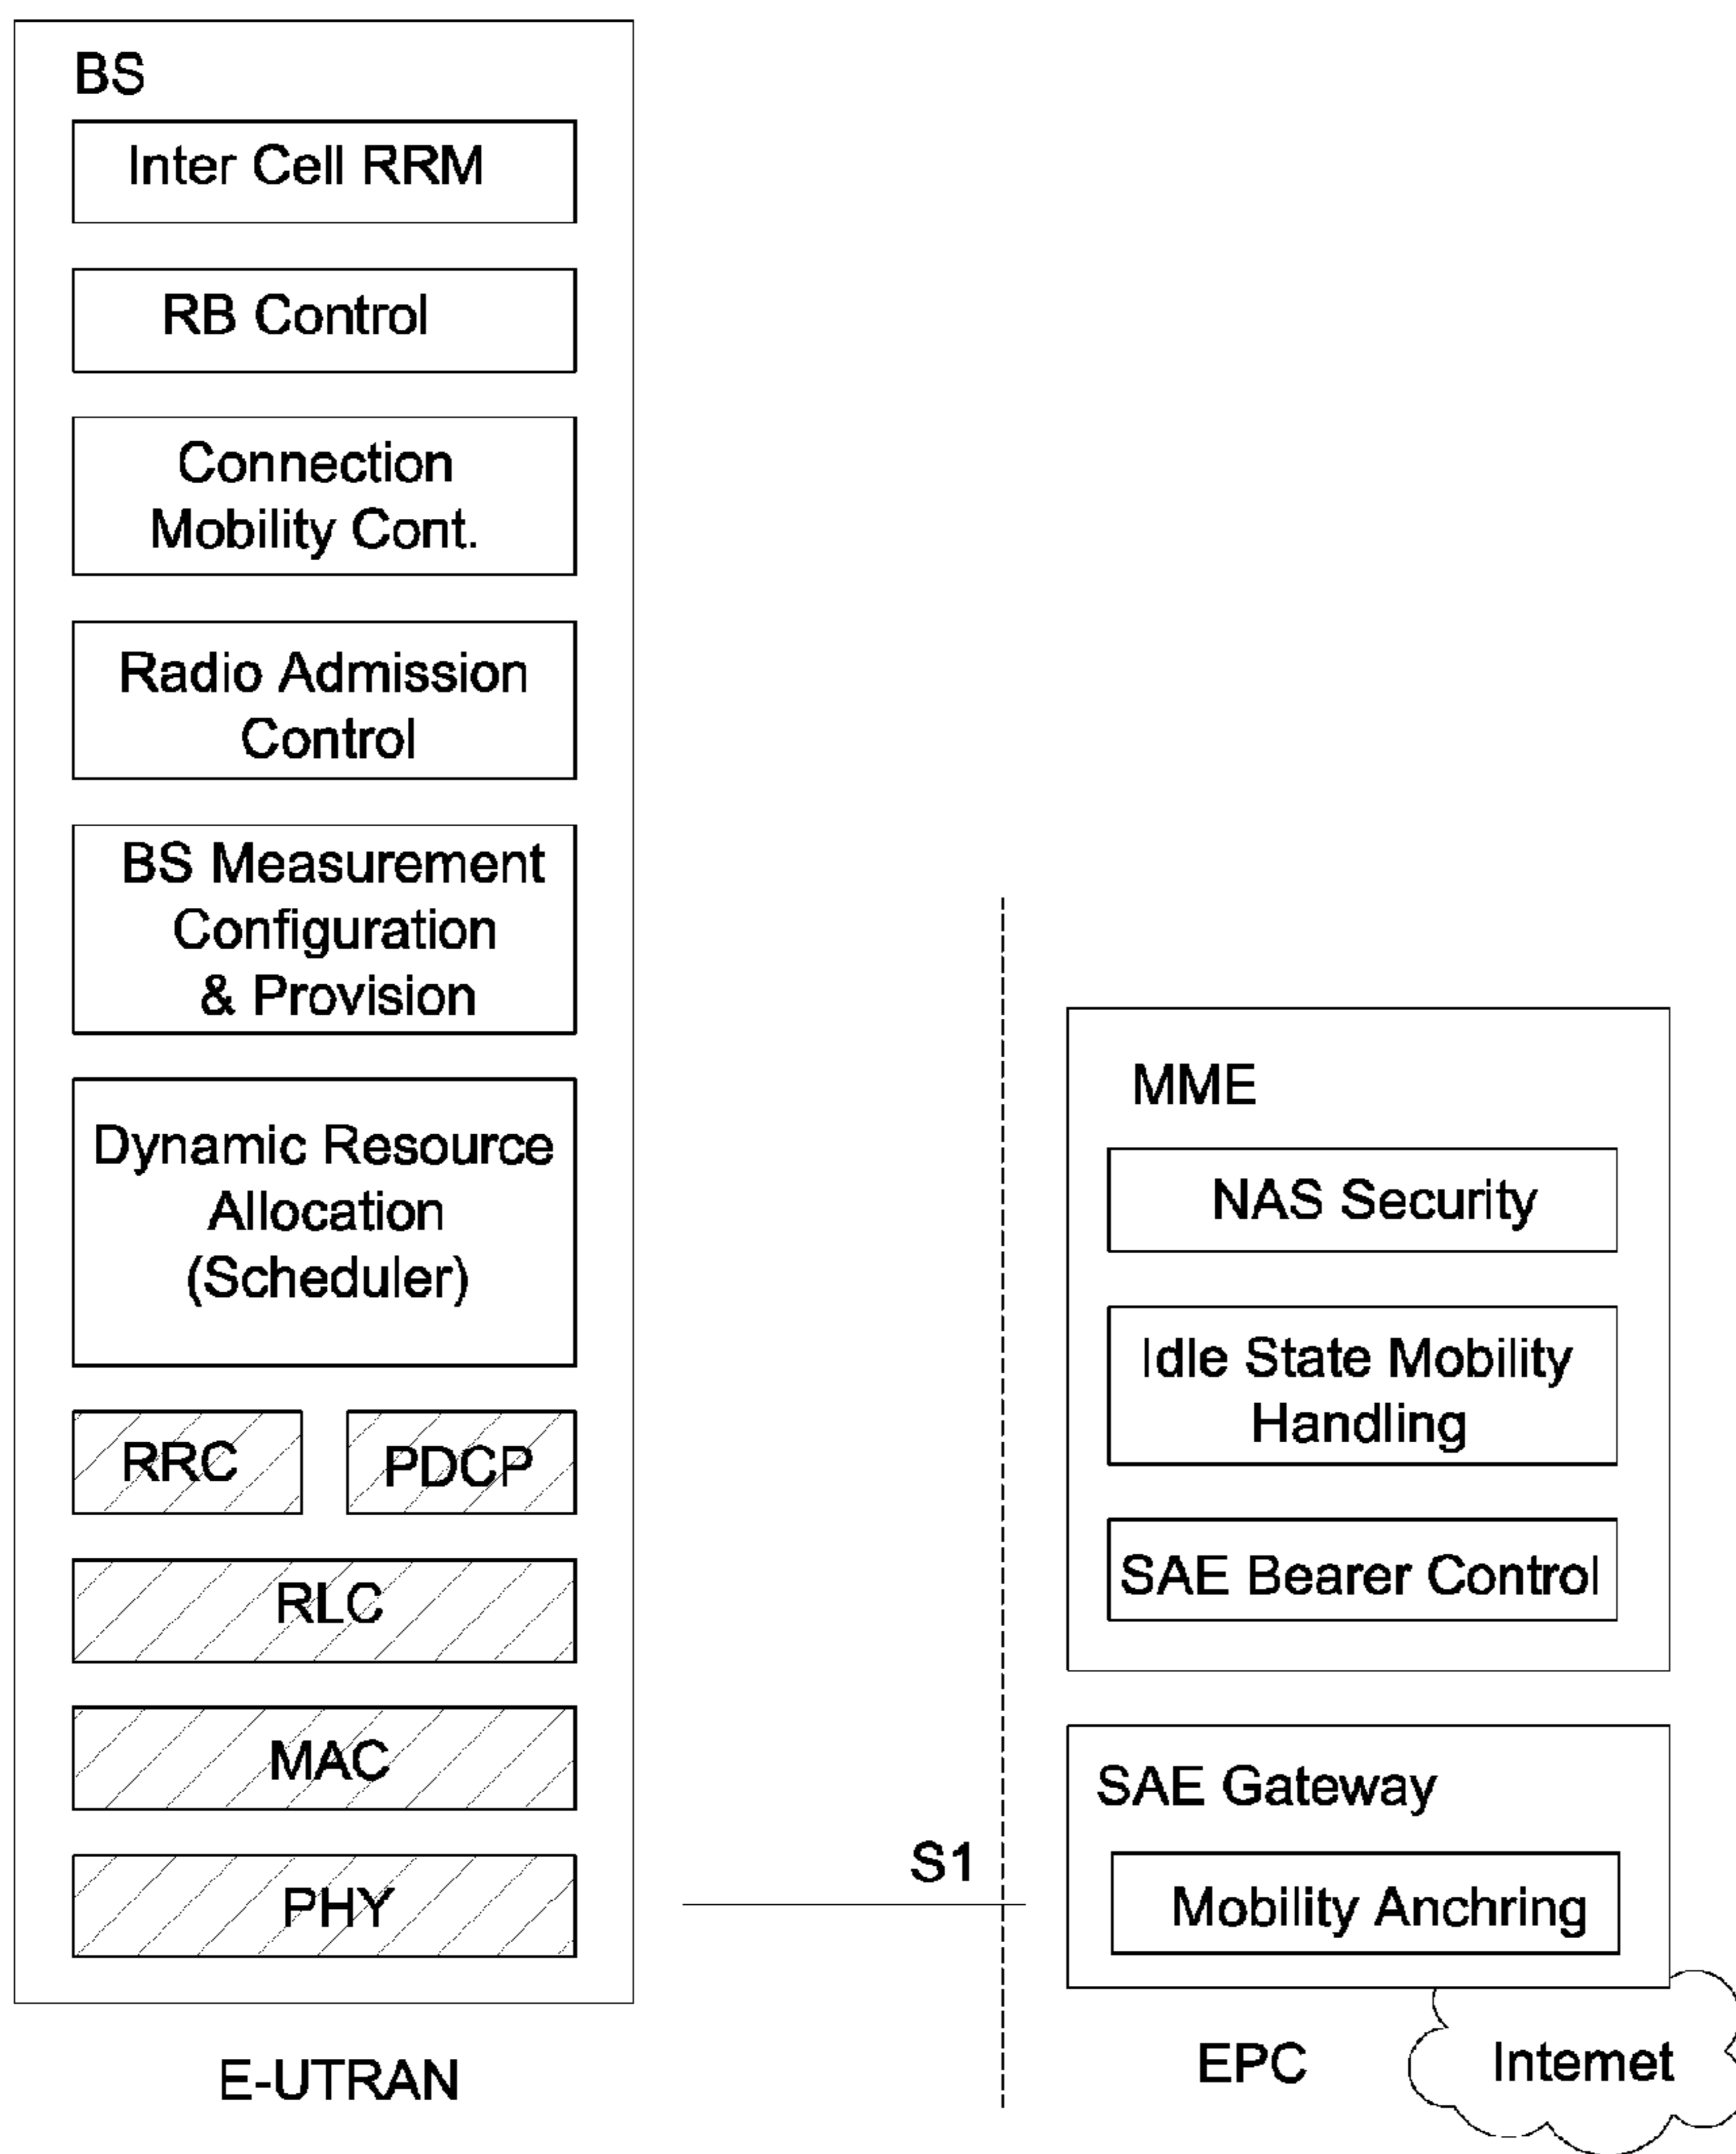 BS
Inter Cell RRM
RB Control
Connection
Mobility Cont.
Radio Admission
Control
BS Measurement
Configuration
& Provision
Dynamic Resource
Allocation
(Scheduler)
RRC
PDCP
RLC
MAC
PHY
E-UTRAN
S1
MME
NAS Security
Idle State Mobility
Handling
SAE Bearer Control
SAE Gateway
Mobility Anchring
EPC
Internet